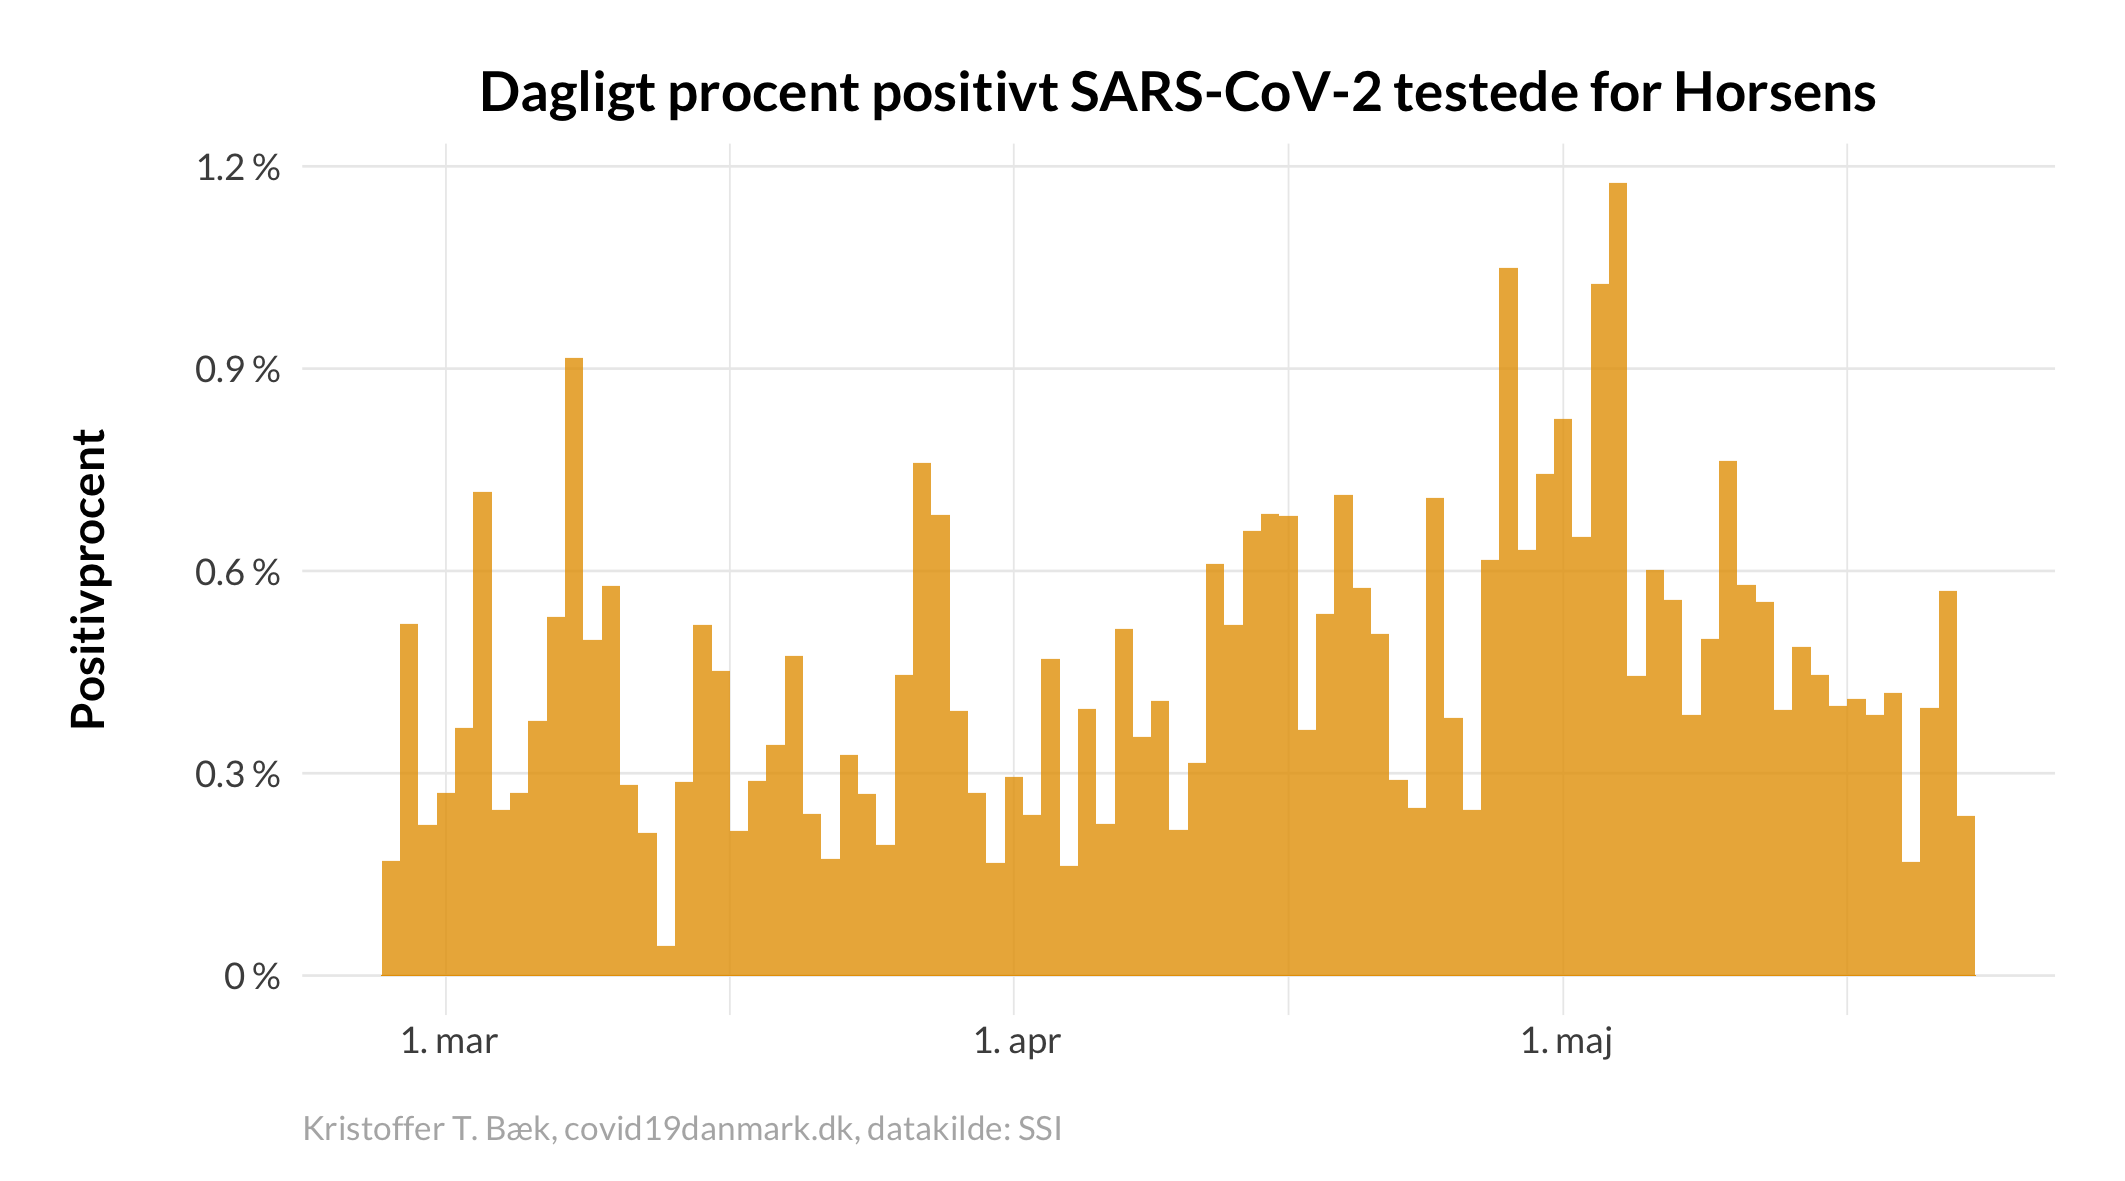 Dagligt procent positivt SARS-CoV-2 testede for Horsens
Positivprocent
1.2 %
0.9 %
0.6 %
0.3 %
0 %
1. mar
1. apr
1. maj
Kristoffer T. Bæk, covid19danmark.dk, datakilde: SSI